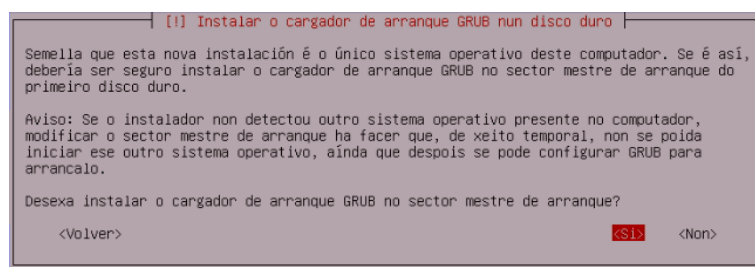 [!] Instalar o cargador de arranque GRUB nun disco duro
Semella que esta nova instalación é o único sistema operativo deste computador. Se é así,
debería ser seguro instalar o cargador de arranque GRUB no sector mestre de arranque do
primeiro disco duro.
Aviso: Se o instalador non detectou outro sistema operativo presente no computador,
modificar o sector mestre de arranque ha facer que, de xeito temporal, non se poida
iniciar ese outro sistema operativo, aínda que despois se pode configurar GRUB para
arrancalo.
Desexa instalar o cargador de arranque GRUB no sector mestre de arranque?
<Volver> <Si> <Non>